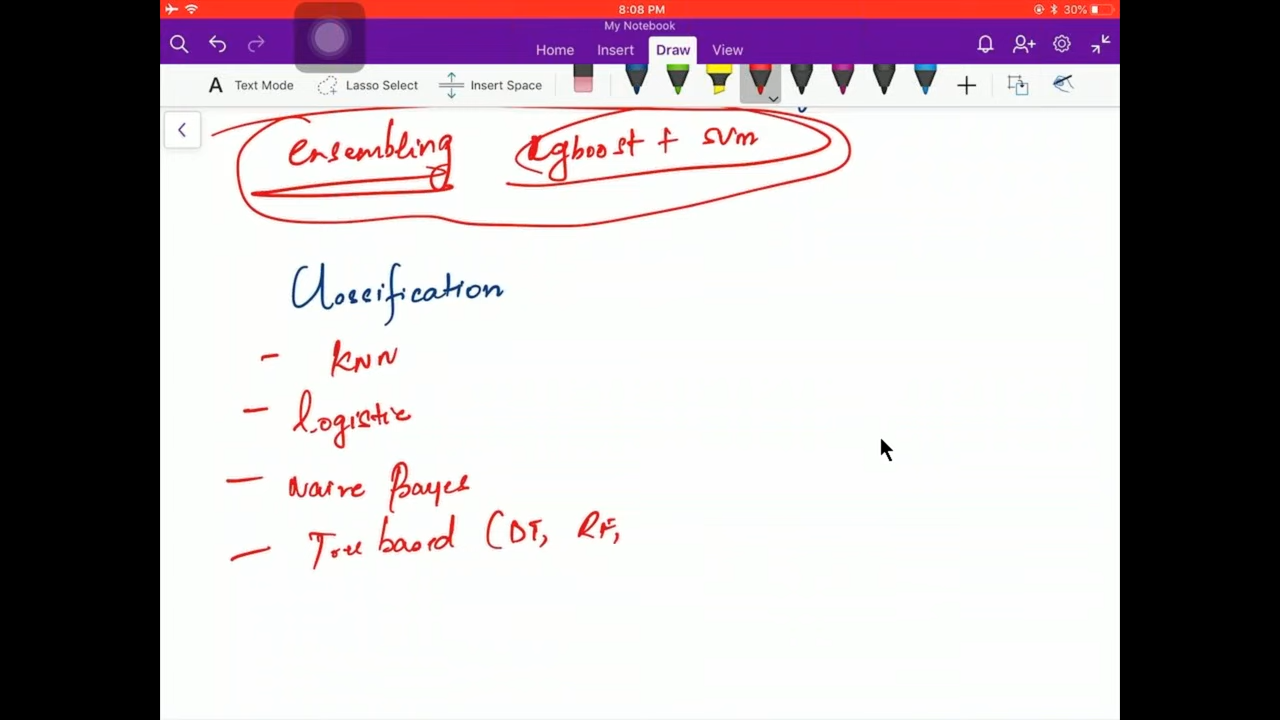 8:08 PM
30%
My Notebook
Home Insert Draw View
A Text Mode Lasso Select Insert Space
ensembling xgboost + SVM
Classification
- KNN
- logistic
- Naive Bayes
- Tree based (DT, RF,